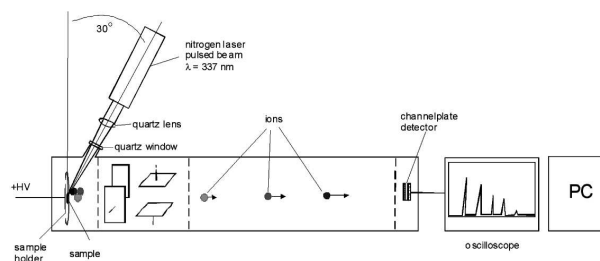 30°
nitrogen laser
pulsed beam
λ = 337 nm
quartz lens
quartz window
ions
channelplate
detector
+HV
PC
sample
holder
sample
oscilloscope